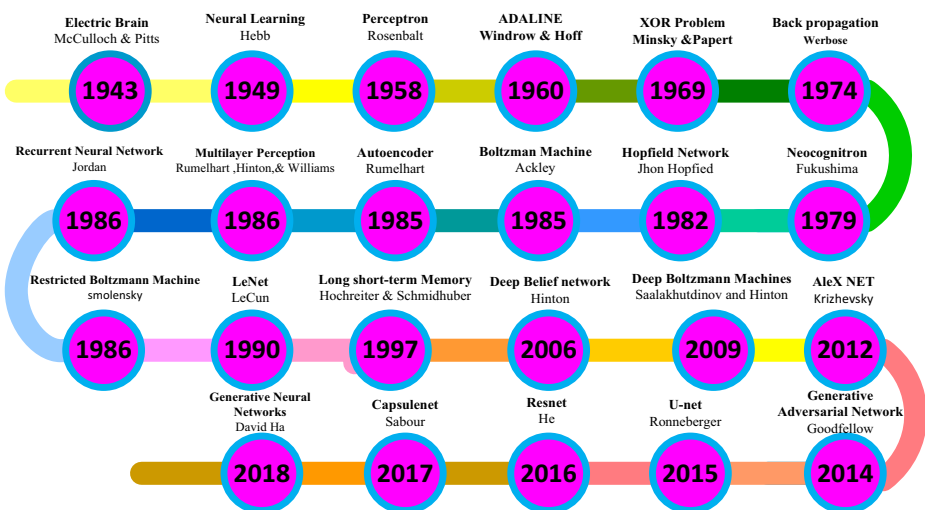 Electric Brain
McCulloch & Pitts
1943
Neural Learning
Hebb
1949
Perceptron
Rosenbalt
1958
ADALINE
Windrow & Hoff
1960
XOR Problem
Minsky &Papert
1969
Back propagation
Werbose
1974
Recurrent Neural Network
Jordan
1986
Multilayer Perception
Rumelhart ,Hinton,& Williams
1986
Autoencoder
Rumelhart
1985
Boltzman Machine
Ackley
1985
Hopfield Network
Jhon Hopfied
1982
Neocognitron
Fukushima
1979
Restricted Boltzmann Machine
smolensky
1986
LeNet
LeCun
1990
Long short-term Memory
Hochreiter & Schmidhuber
1997
Deep Belief network
Hinton
2006
Deep Boltzmann Machines
Saalakhutdinov and Hinton
2009
AleX NET
Krizhevsky
2012
Generative Neural
Networks
David Ha
2018
Capsulenet
Sabour
2017
Resnet
He
2016
U-net
Ronneberger
2015
Generative
Adversarial Network
Goodfellow
2014